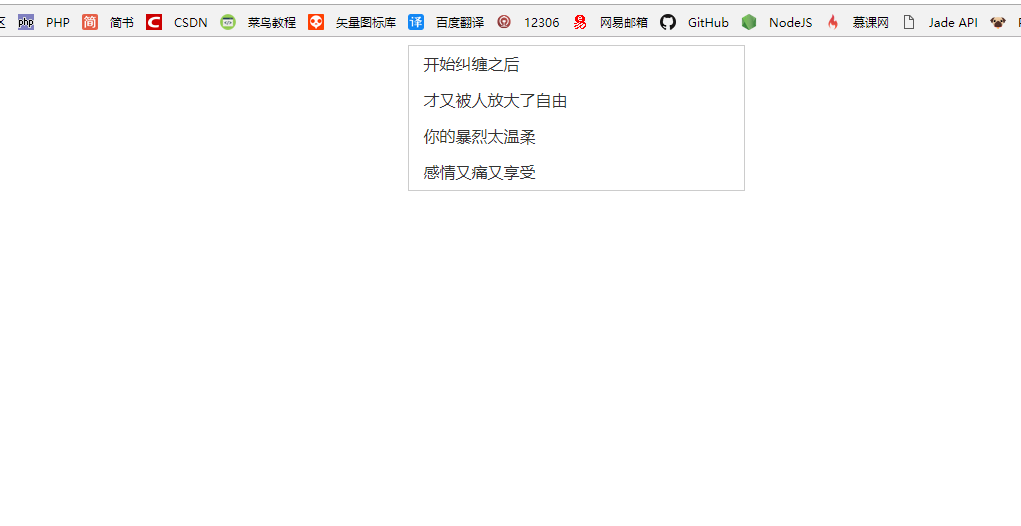 区 php PHP 简 简书 C CSDN 菜鸟教程 矢量图标库 译 百度翻译 12306 易 网易邮箱 GitHub NodeJS 慕课网 Jade API
开始纠缠之后
才又被人放大了自由
你的暴烈太温柔
感情又痛又享受